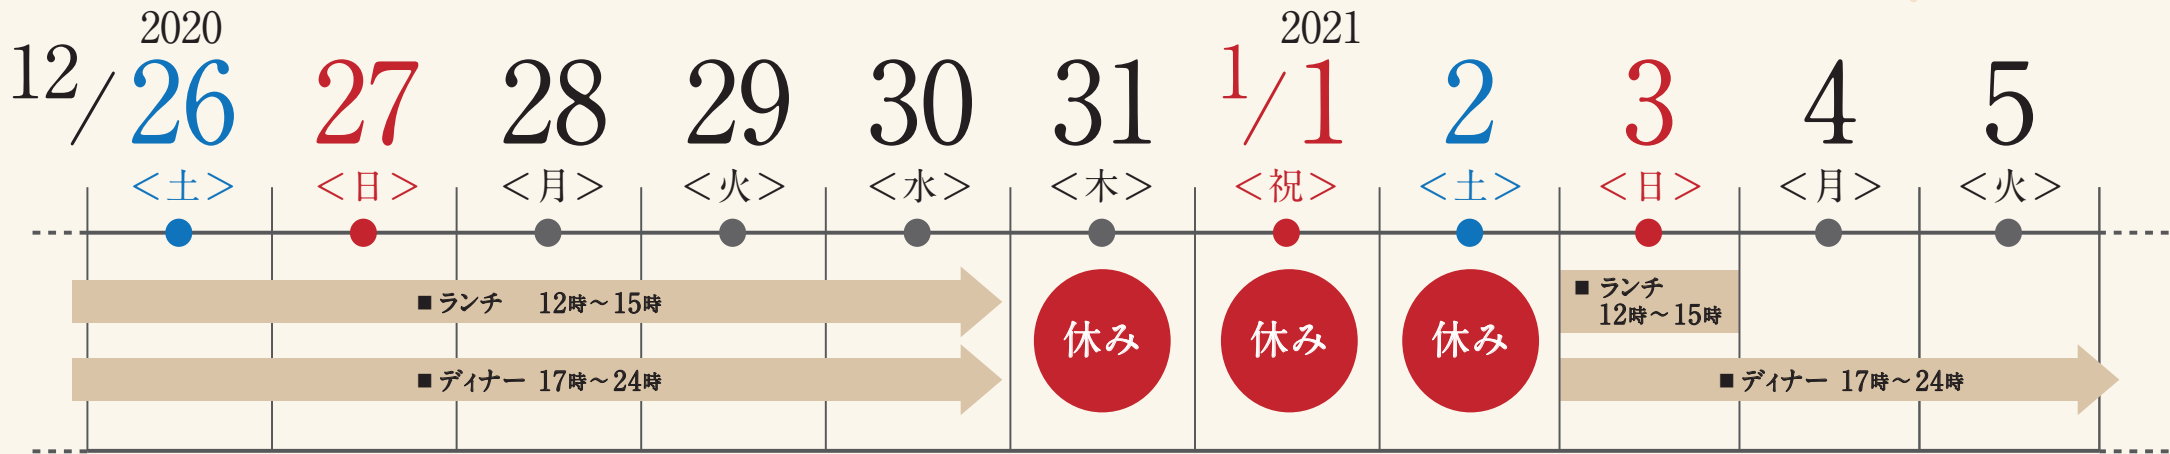 2020
2021
12/26 27 28 29 30 31 1/1 2 3 4 5
<土> <日> <月> <火> <水> <木> <祝> <土> <日> <月> <火>
■ランチ 12時〜15時
■ディナー 17時〜24時
休み
休み
休み
■ ランチ
12時〜15時
■ディナー 17時〜24時